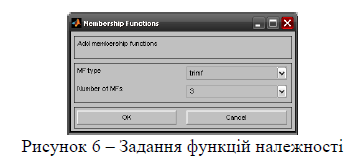 Membership Functions
Add membership functions
MF type
trimf
Number of MFs
3
OK
Cancel
Рисунок 6 – Задання функцій належності